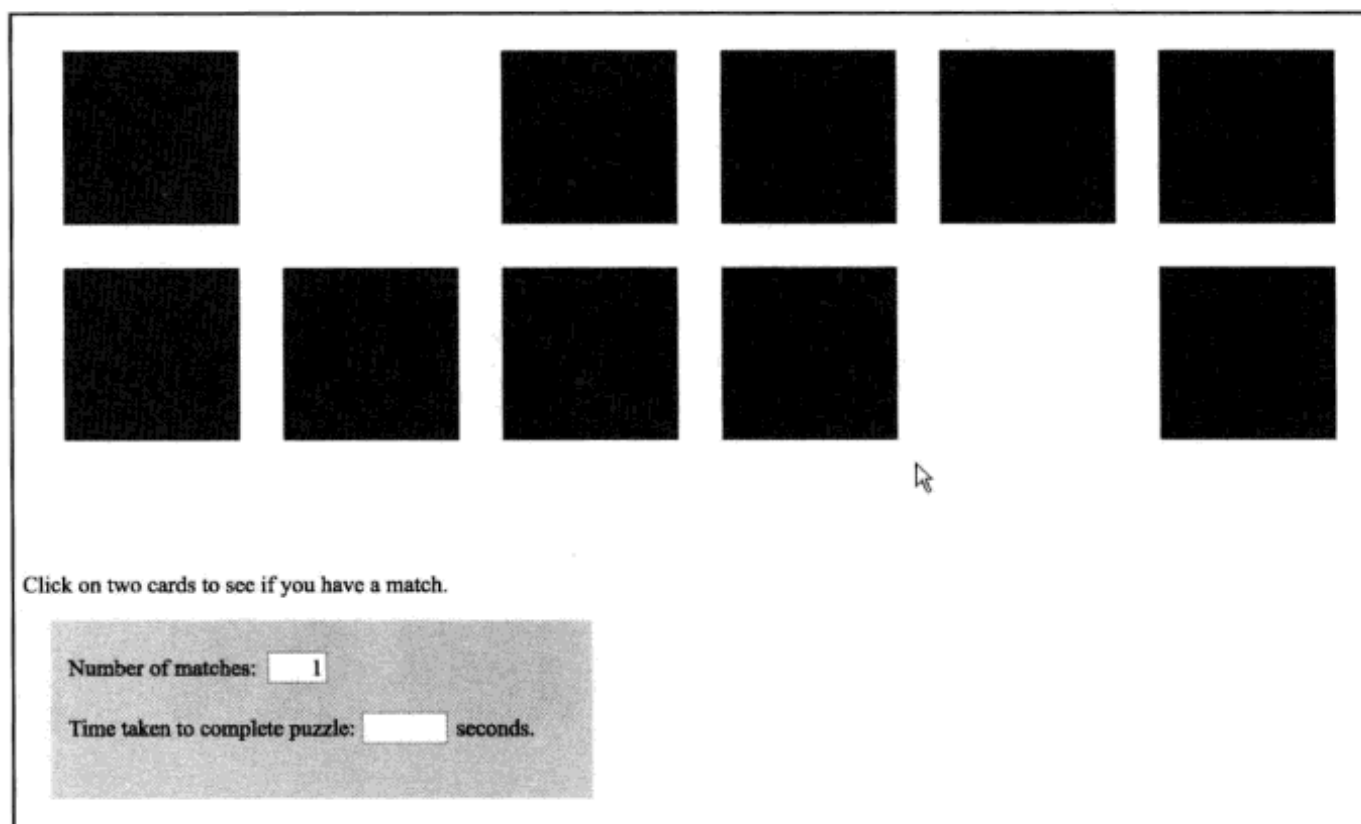 Click on two cards to see if you have a match.
Number of matches: 1
Time taken to complete puzzle: seconds.